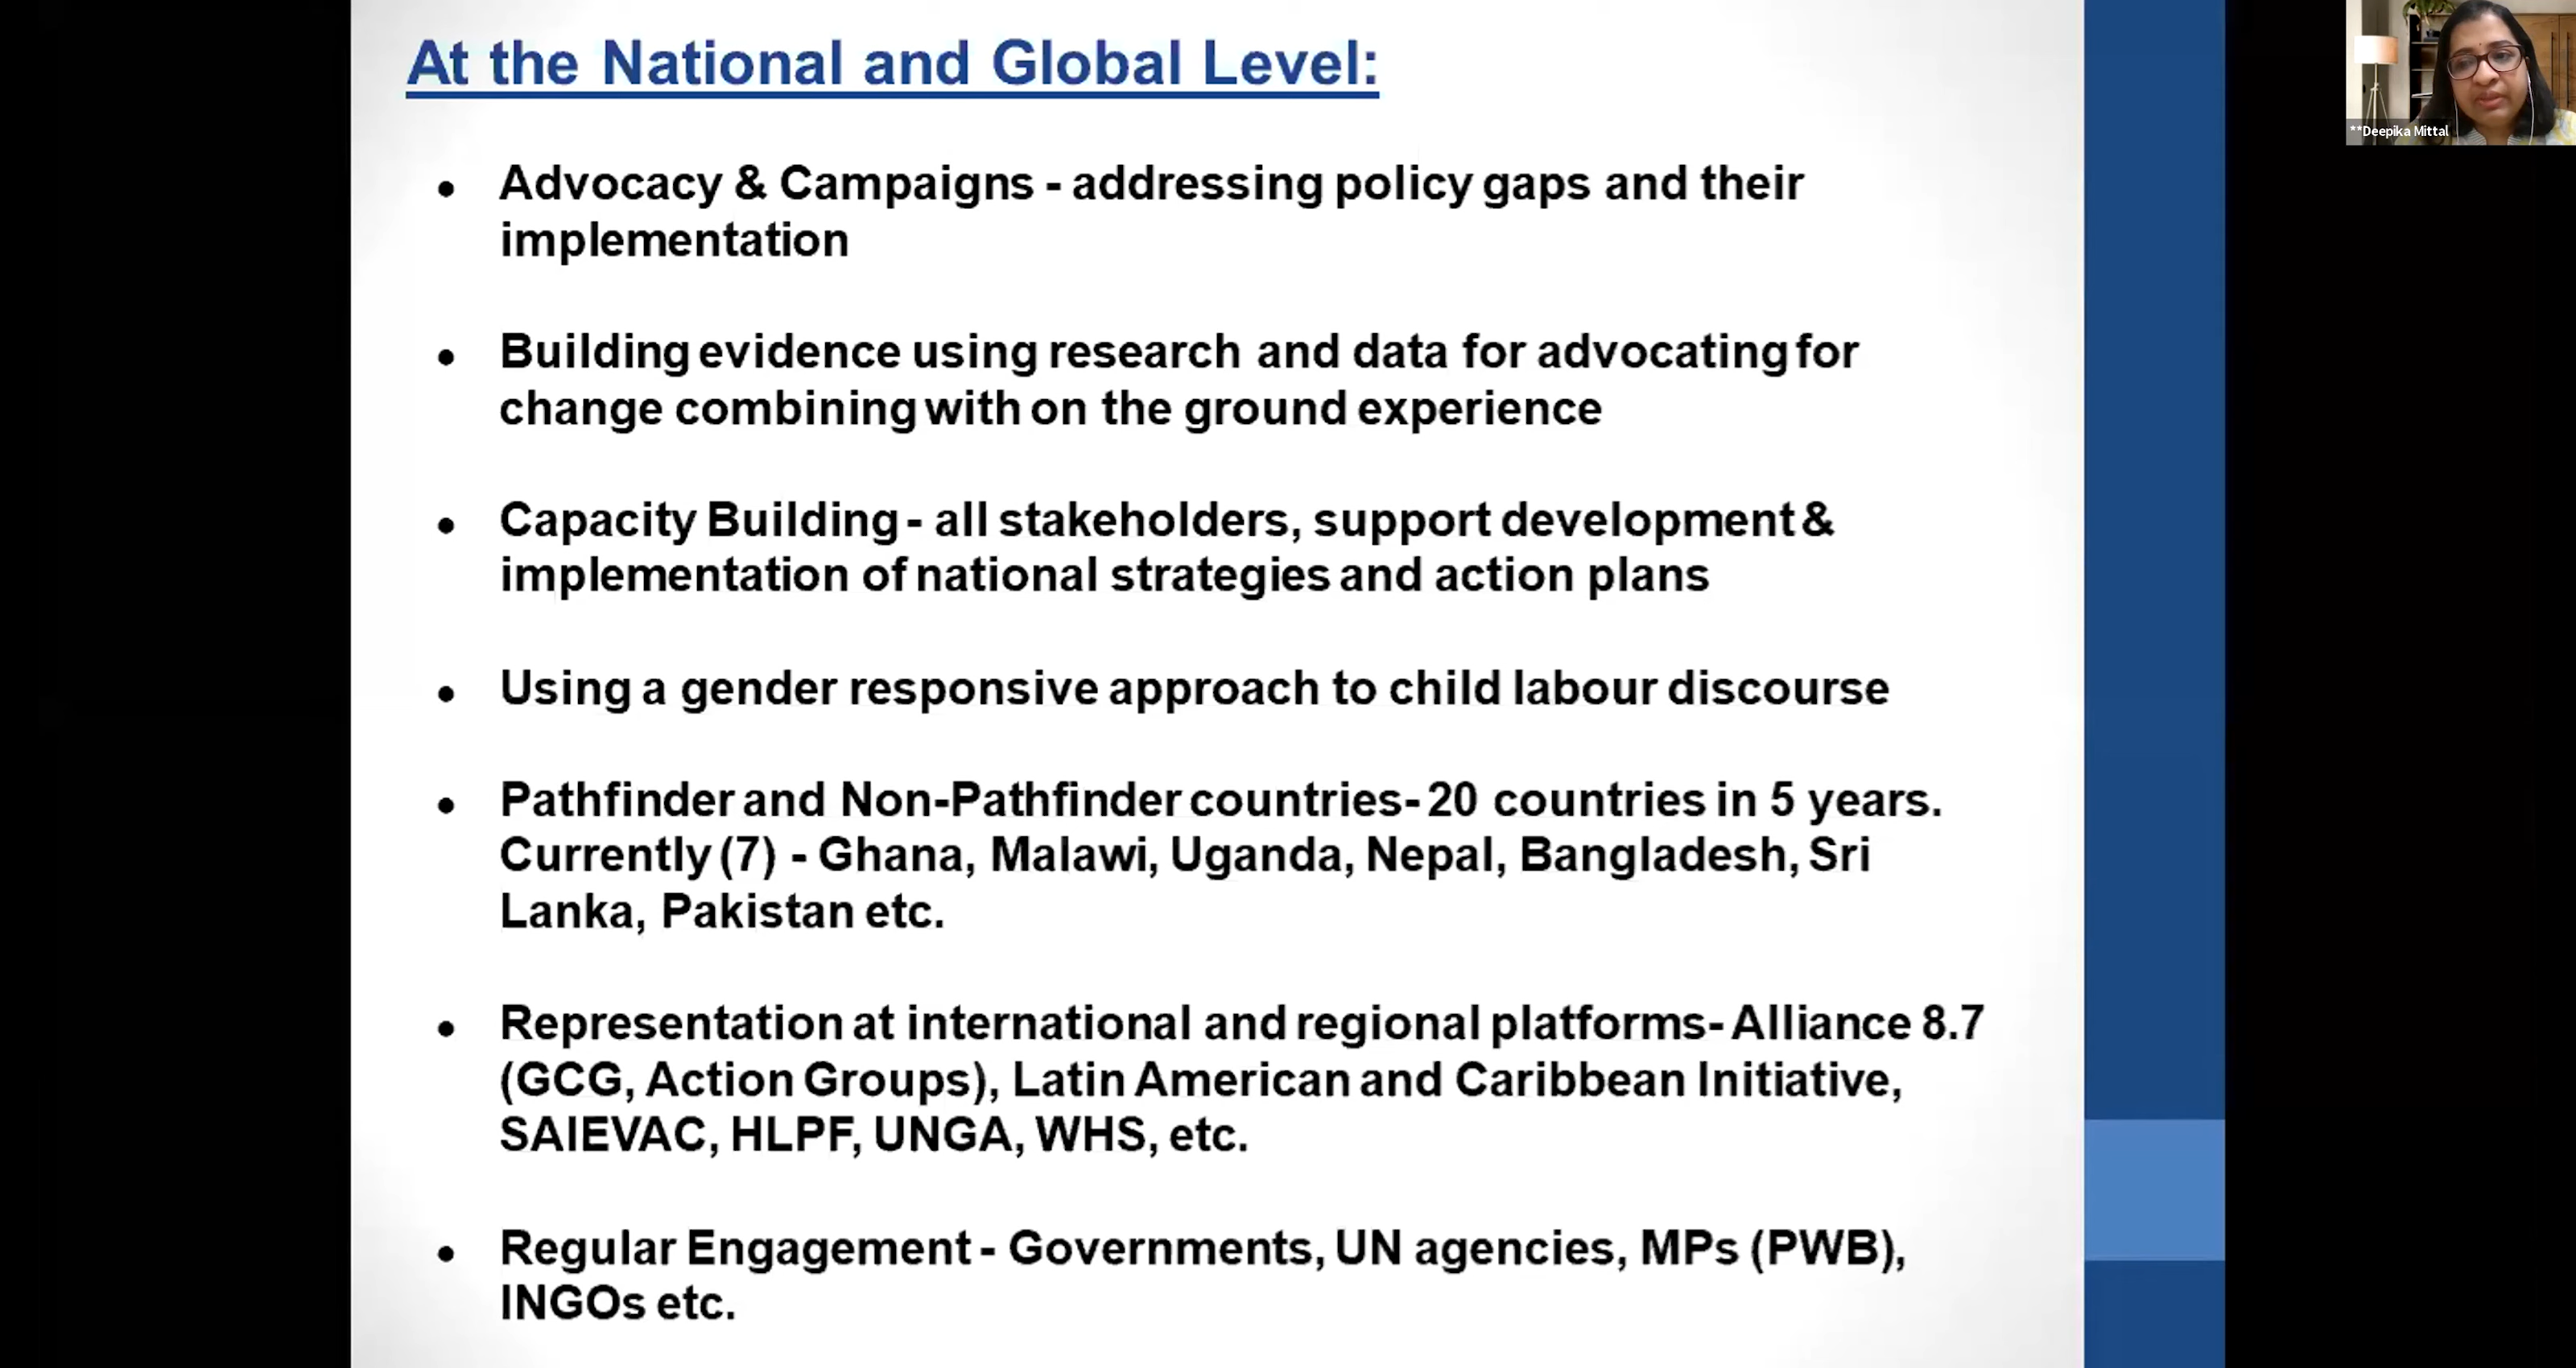 At the National and Global Level:
**Deepika Mittal
• Advocacy & Campaigns - addressing policy gaps and their
implementation
• Building evidence using research and data for advocating for
change combining with on the ground experience
• Capacity Building - all stakeholders, support development &
implementation of national strategies and action plans
• Using a gender responsive approach to child labour discourse
• Pathfinder and Non-Pathfinder countries- 20 countries in 5 years.
Currently (7) - Ghana, Malawi, Uganda, Nepal, Bangladesh, Sri
Lanka, Pakistan etc.
• Representation at international and regional platforms- Alliance 8.7
(GCG, Action Groups), Latin American and Caribbean Initiative,
SAIEVAC, HLPF, UNGA, WHS, etc.
• Regular Engagement - Governments, UN agencies, MPs (PWB),
INGOs etc.